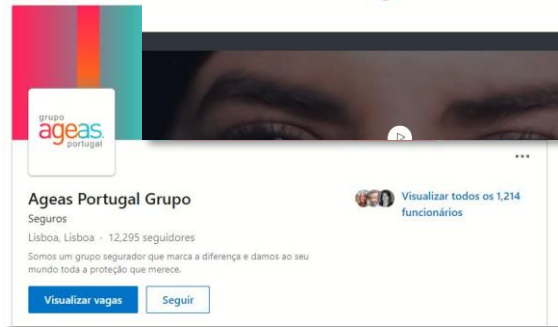 grupo
ageas
portugal
Ageas Portugal Grupo
Seguros
Lisboa, Lisboa · 12,295 seguidores
Somos um grupo segurador que marca a diferença e damos ao seu
mundo toda a proteção que merece.
Visualizar vagas
Seguir
Visualizar todos os 1,214
funcionários